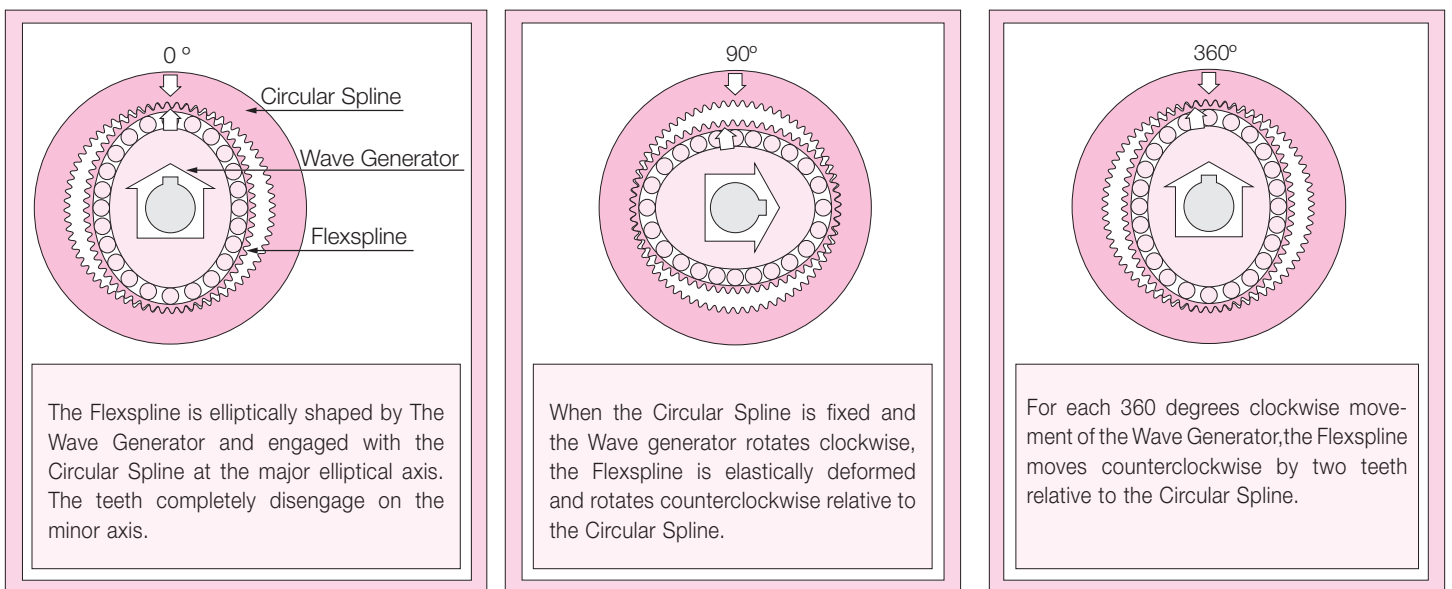 0 º
Circular Spline
Wave Generator
Flexspline
The Flexspline is elliptically shaped by The
Wave Generator and engaged with the
Circular Spline at the major elliptical axis.
The teeth completely disengage on the
minor axis.
90º
When the Circular Spline is fixed and
the Wave generator rotates clockwise,
the Flexspline is elastically deformed
and rotates counterclockwise relative to
the Circular Spline.
360º
For each 360 degrees clockwise move-
ment of the Wave Generator,the Flexspline
moves counterclockwise by two teeth
relative to the Circular Spline.